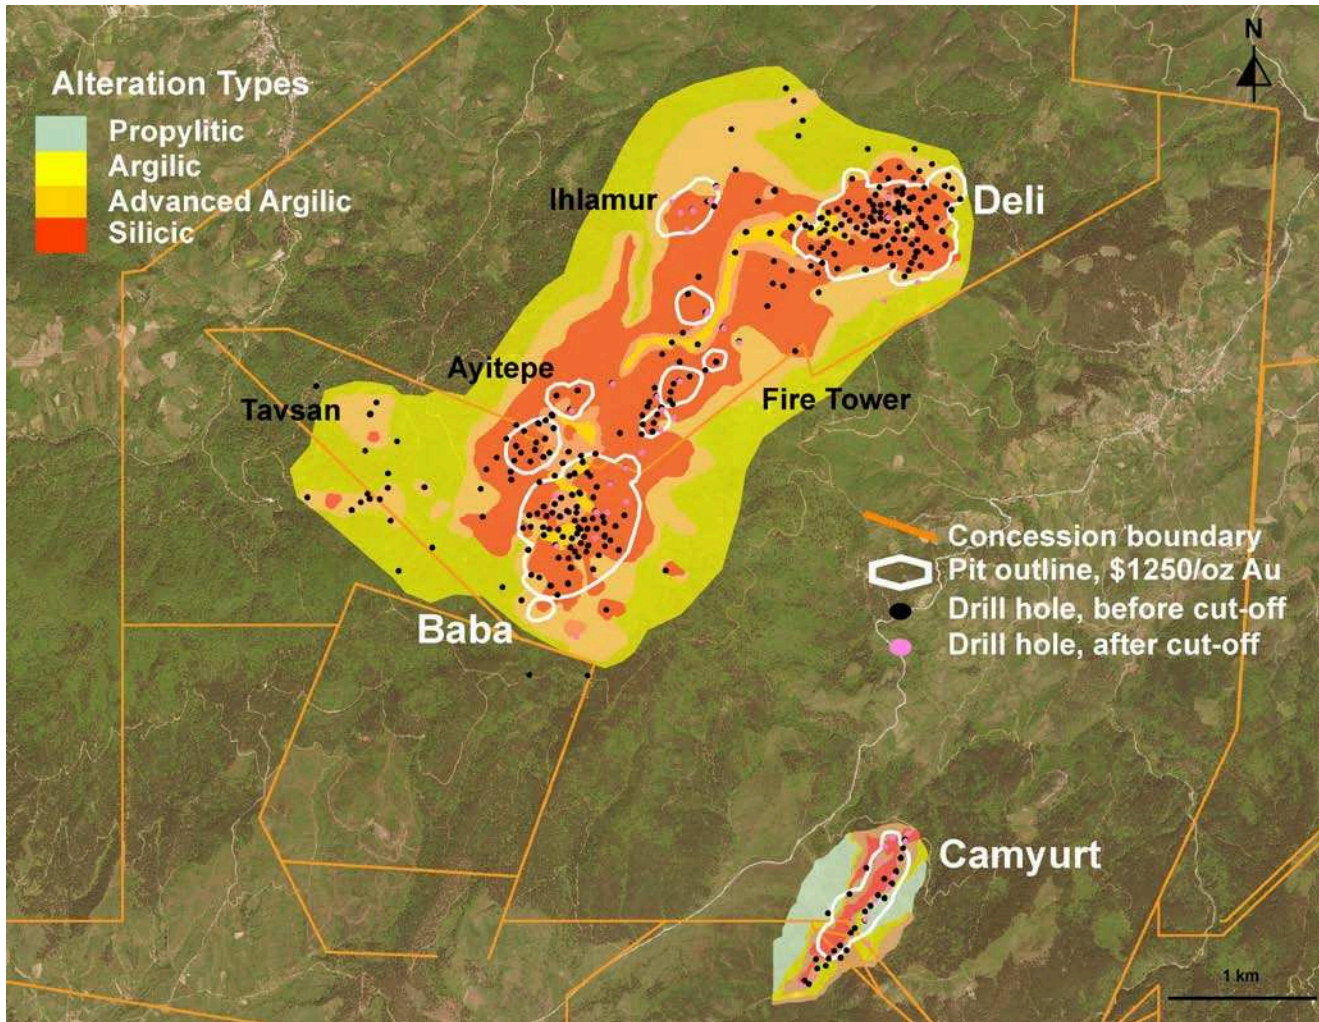 N
Alteration Types
Propylitic
Argilic
Advanced Argilic
Silicic
Ihlamur
Deli
Ayitepe
Tavsan
Fire Tower
Concession boundary
Pit outline, $1250/oz Au
Drill hole, before cut-off
Drill hole, after cut-off
Baba
Camyurt
1 km